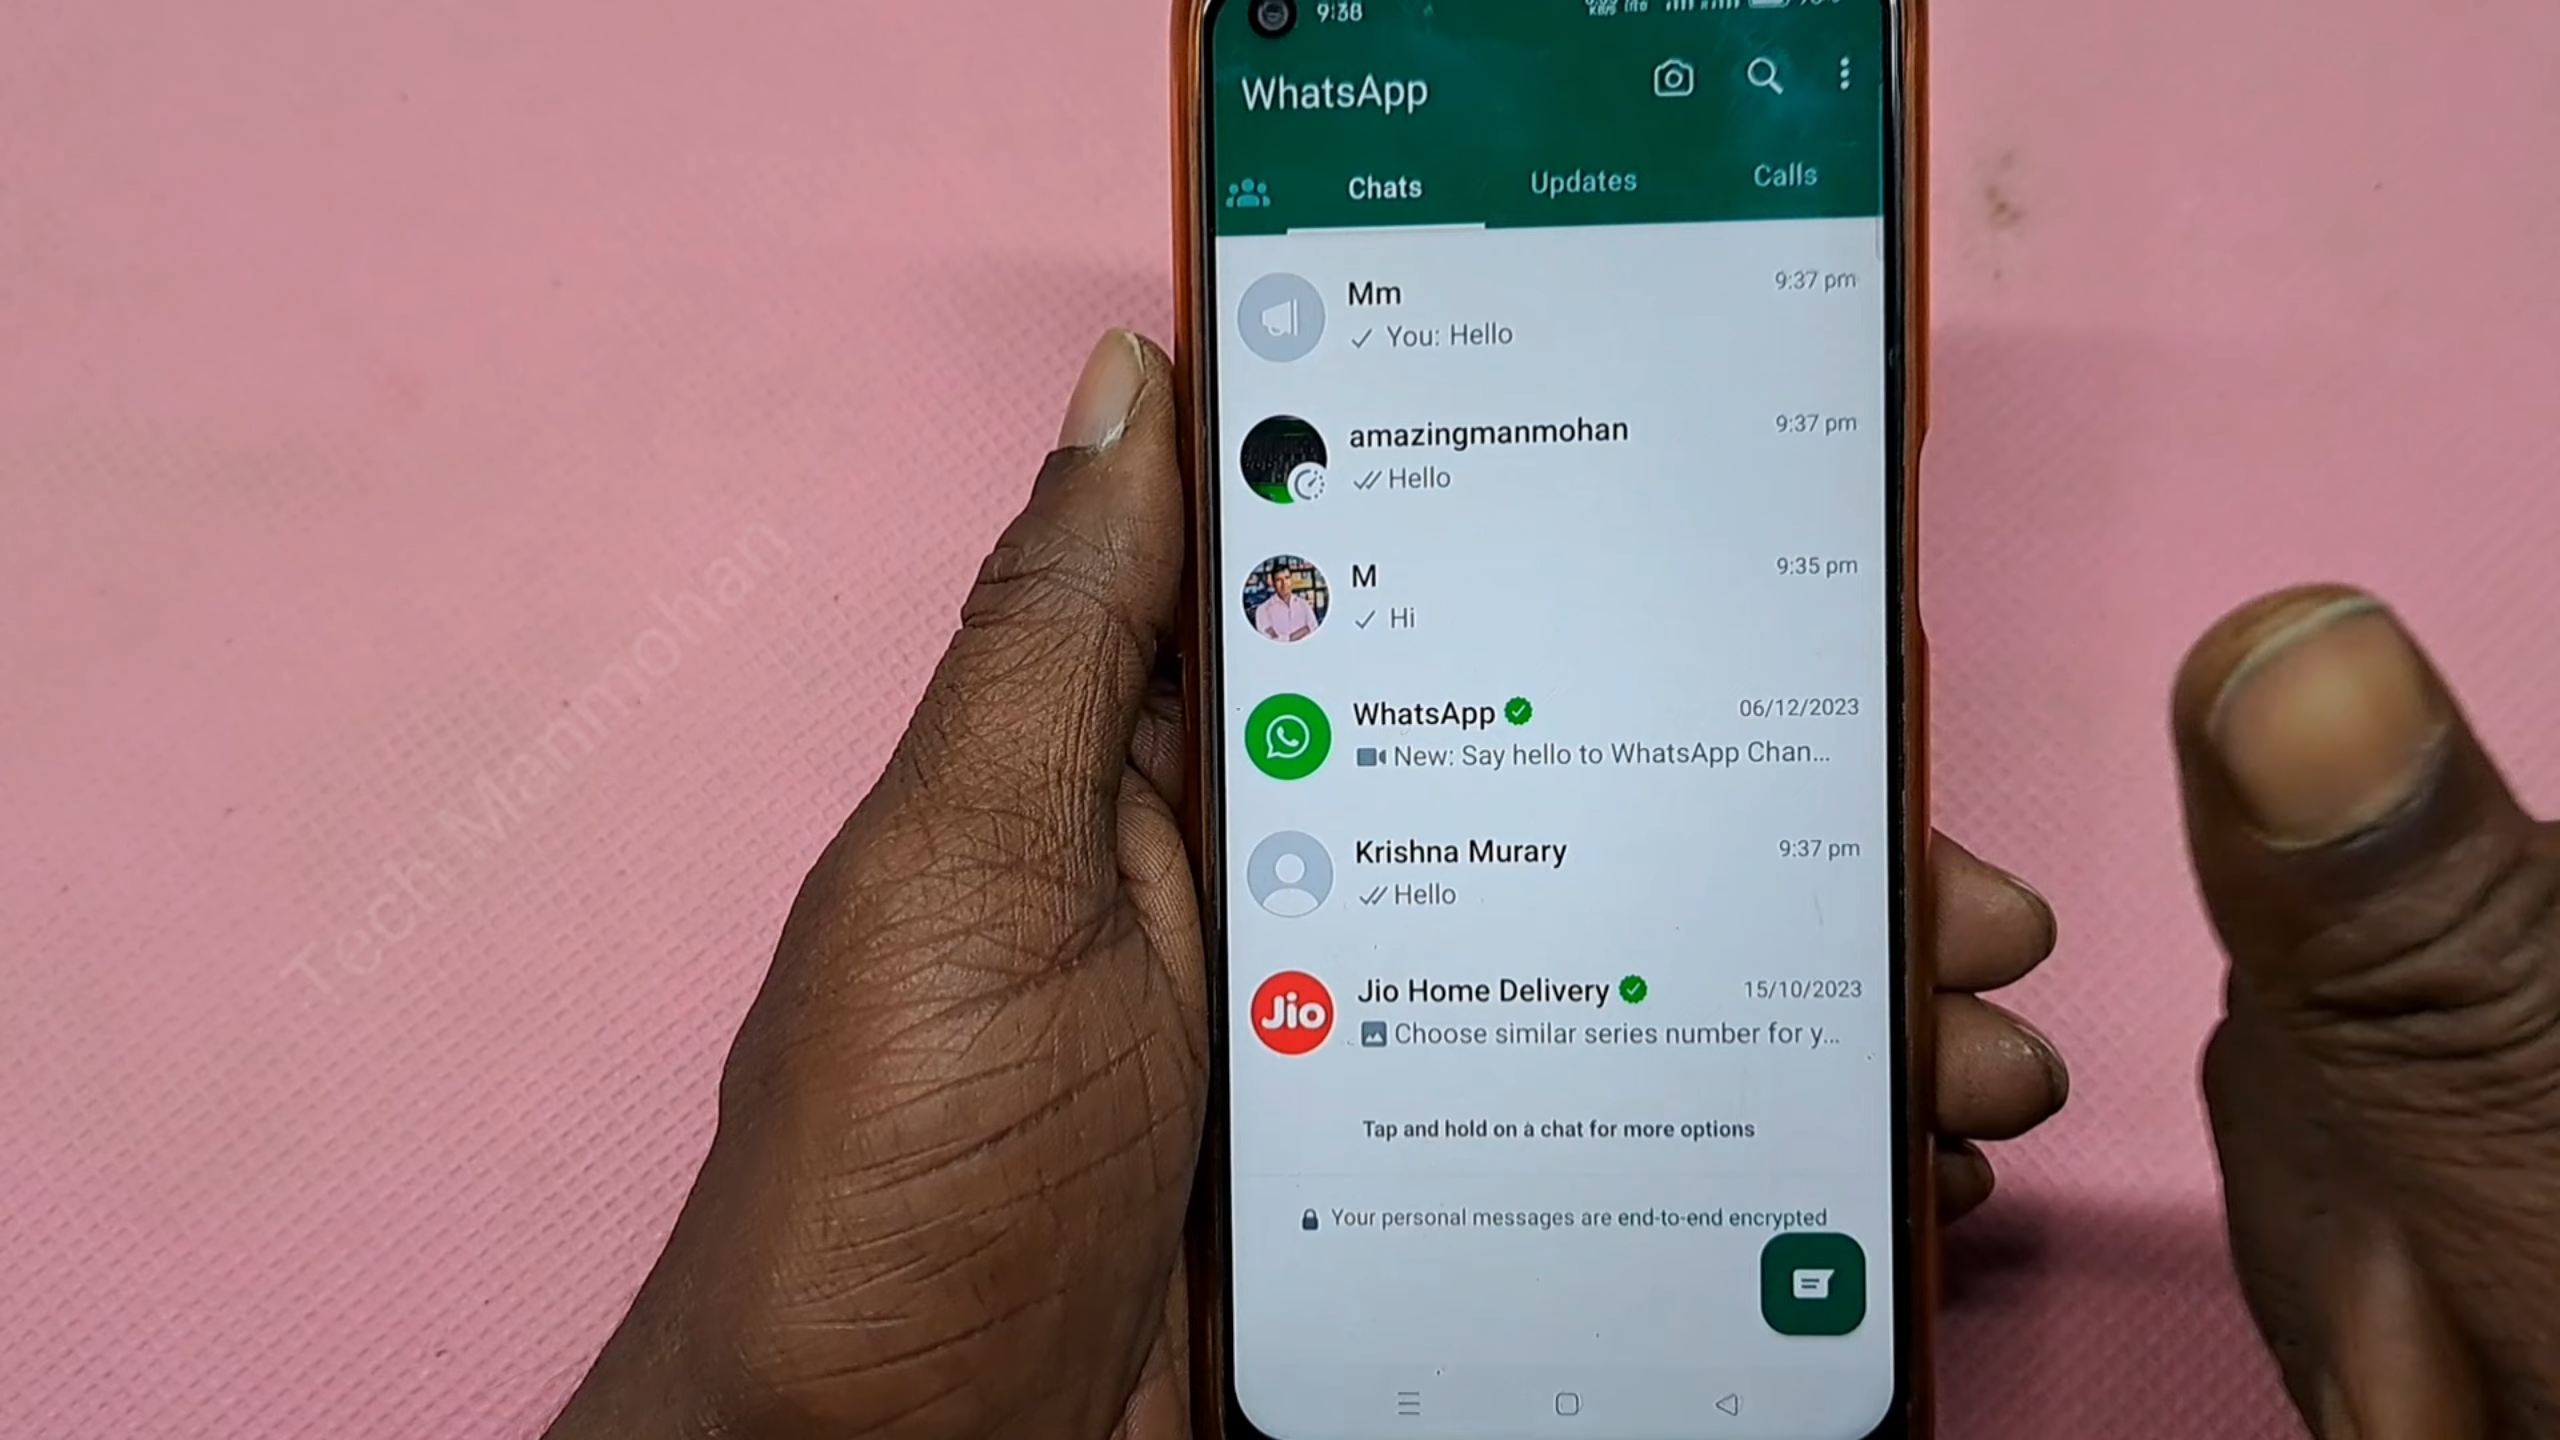 9:38
WhatsApp
Chats
Updates
Calls
Mm
9:37 pm
You: Hello
amazingmanmohan
9:37 pm
Hello
M
9:35 pm
Hi
WhatsApp
06/12/2023
New: Say hello to WhatsApp Chan...
Krishna Murary
9:37 pm
Hello
Jio
Jio Home Delivery
15/10/2023
Choose similar series number for y...
Tap and hold on a chat for more options
Your personal messages are end-to-end encrypted
Tech Manmohan